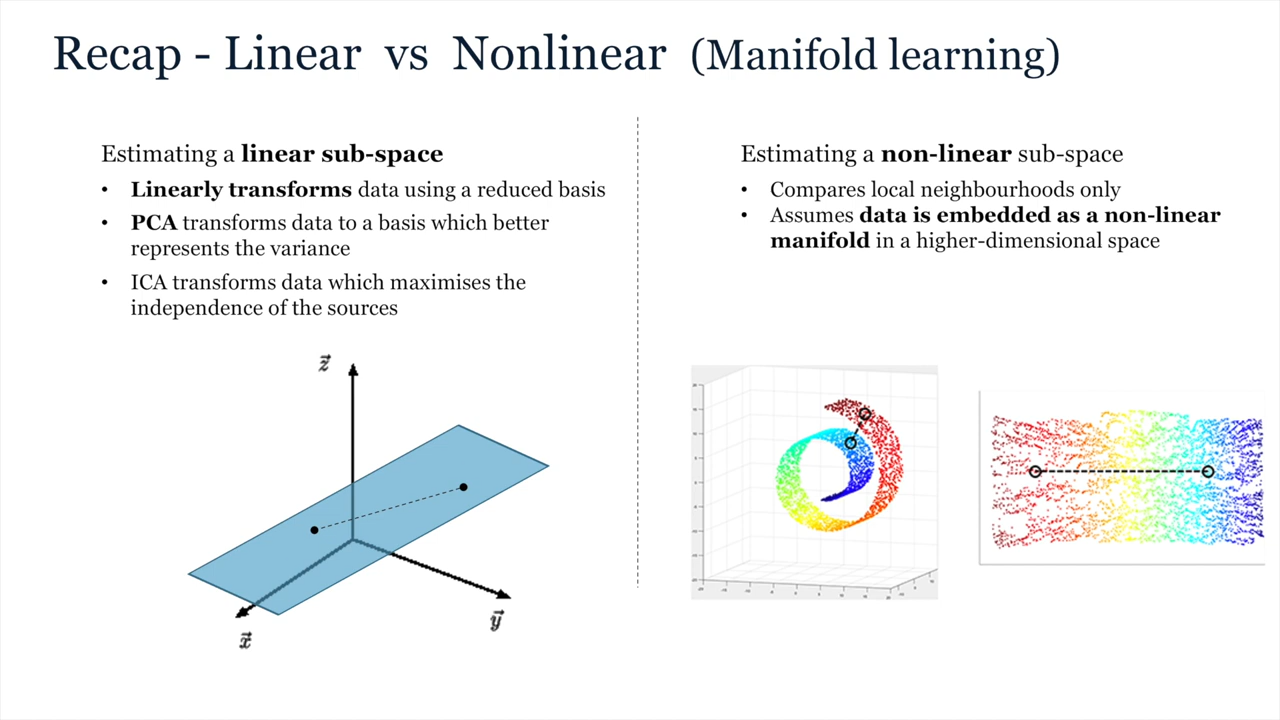 Recap - Linear vs Nonlinear (Manifold learning)
Estimating a linear sub-space
• Linearly transforms data using a reduced basis
• PCA transforms data to a basis which better
represents the variance
• ICA transforms data which maximises the
independence of the sources
Estimating a non-linear sub-space
• Compares local neighbourhoods only
• Assumes data is embedded as a non-linear
manifold in a higher-dimensional space
z⃗
y⃗
x⃗